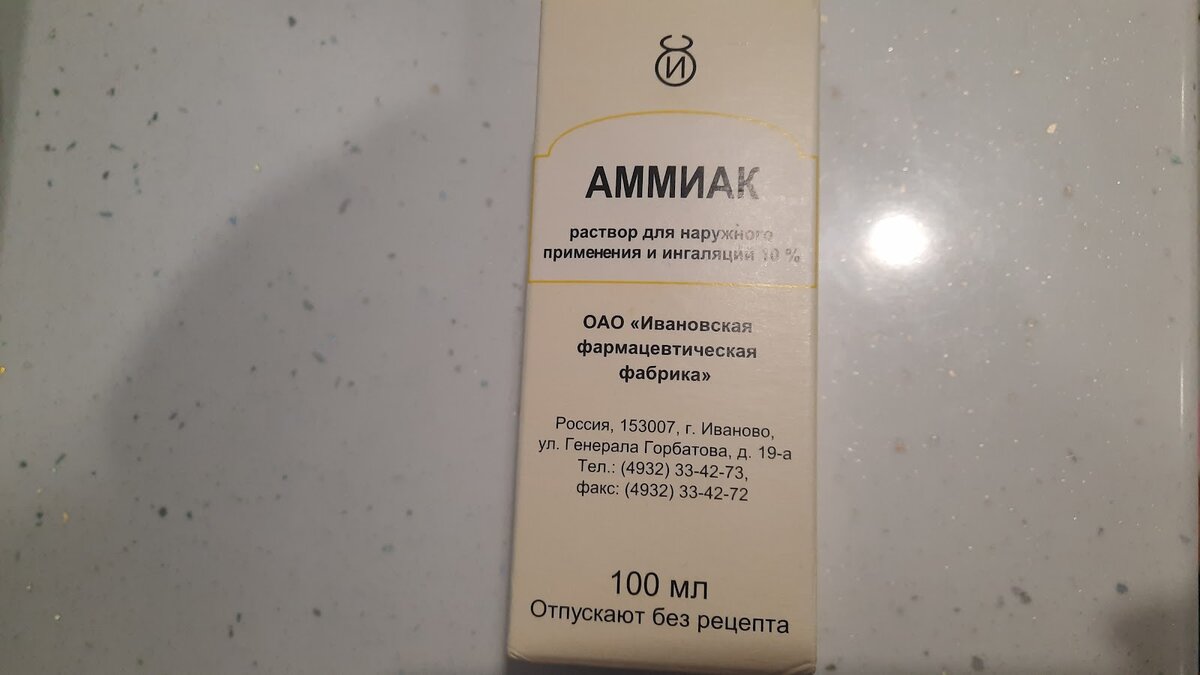 И
АММИАК
раствор для наружного
применения и ингаляций 10 %
ОАО «Ивановская
фармацевтическая
фабрика»
Россия, 153007, г. Иваново,
ул. Генерала Горбатова, д. 19-а
Тел.: (4932) 33-42-73,
факс: (4932) 33-42-72
100 мл
Отпускают без рецепта